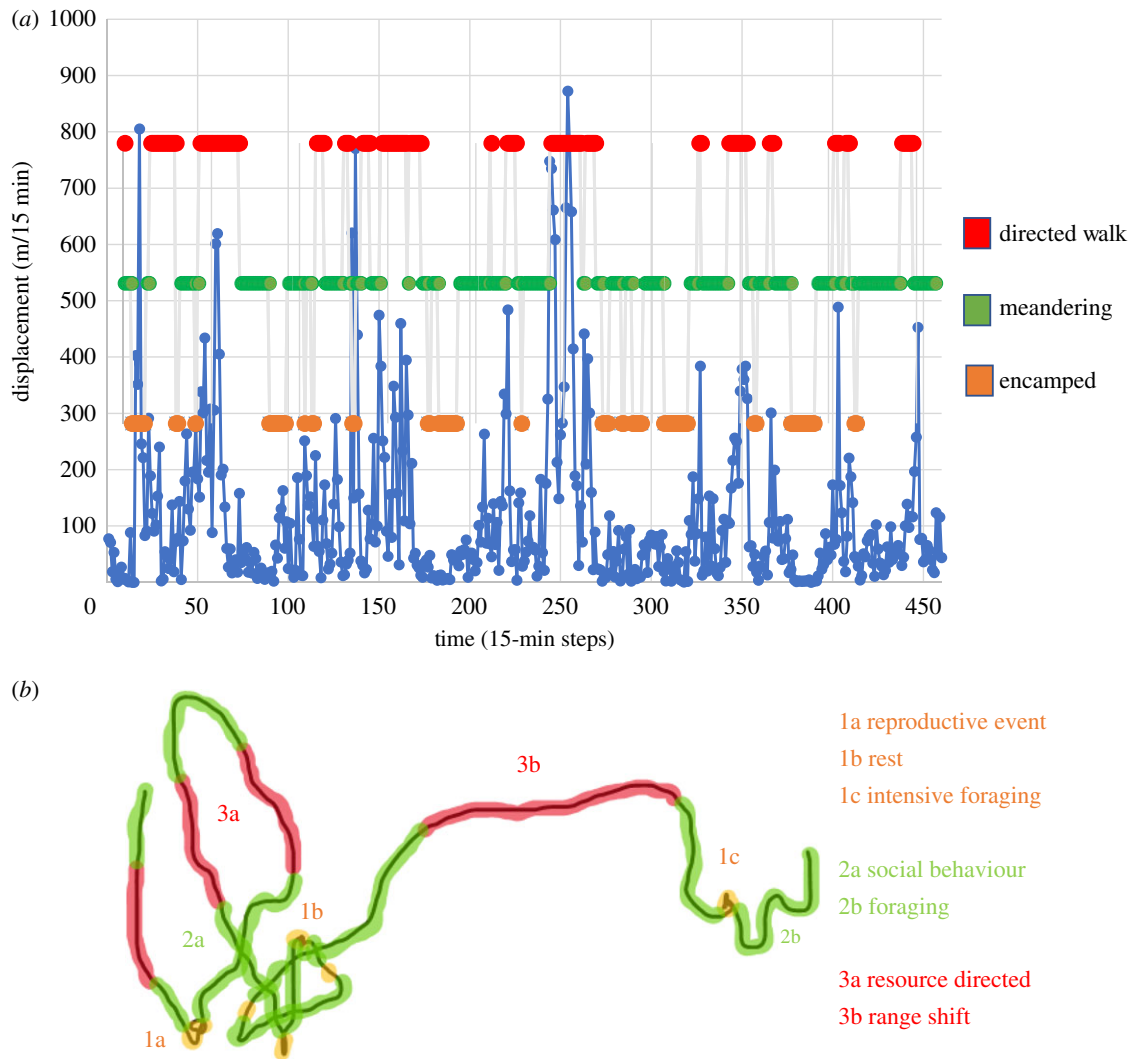 (a)
1000
900
800
700
600
500
400
300
200
100
0
displacement (m/15 min)
50
100
150
200
250
300
350
400
450
time (15-min steps)
directed walk
meandering
encamped
(b)
3b
3a
1c
1b
2a
2b
1a
1a reproductive event
1b rest
1c intensive foraging
2a social behaviour
2b foraging
3a resource directed
3b range shift